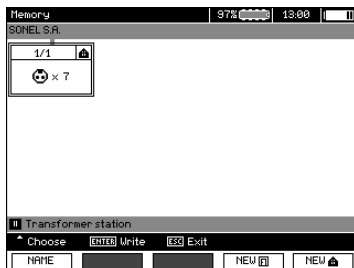 Memory 97% 13:00
SONEL S.A.
1/1
x 7
Transformer station
Choose ENTER Write ESC Exit
NAME NEW NEW